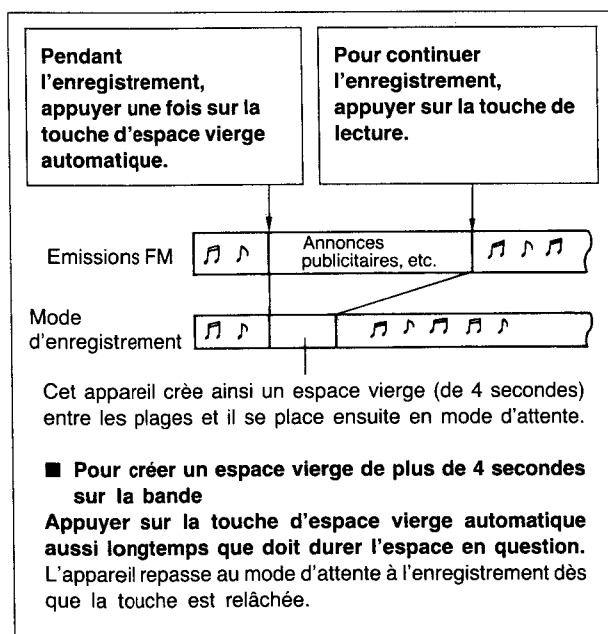 Pendant
l'enregistrement,
appuyer une fois sur la
touche d'espace vierge
automatique.
Pour continuer
l'enregistrement,
appuyer sur la touche de
lecture.
Emissions FM
Annonces
publicitaires, etc.
Mode
d'enregistrement
Cet appareil crèe ainsi un espace vierge (de 4 secondes)
entre les plages et il se place ensuite en mode d'attente.
■ Pour créer un espace vierge de plus de 4 secondes
sur la bande
Appuyer sur la touche d'espace vierge automatique
aussi longtemps que doit durer l'espace en question.
L'appareil repasse au mode d'attente à l'enregistrement dès
que la touche est relâchée.